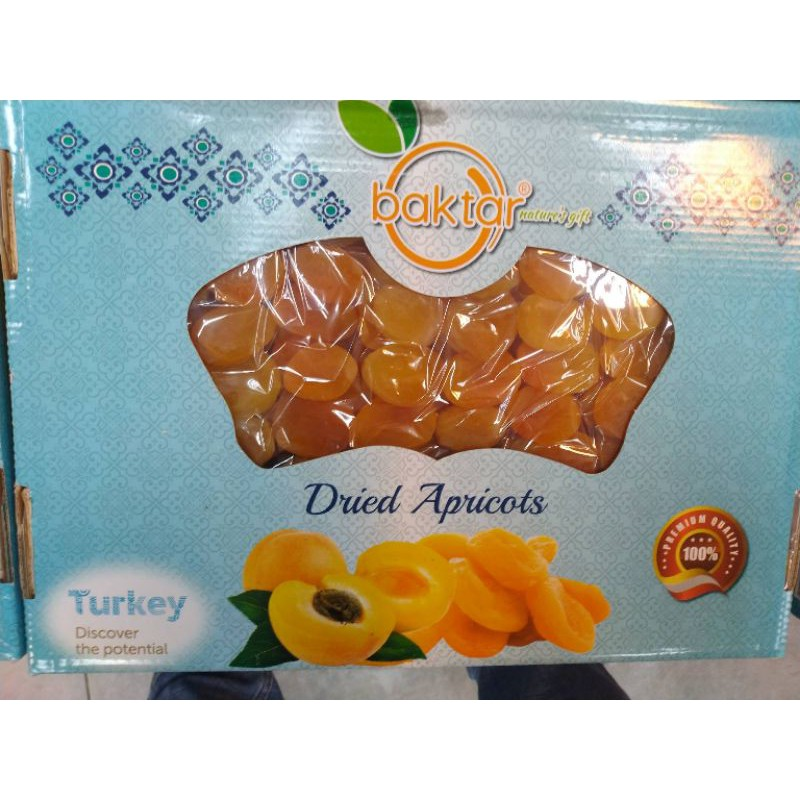 baktar®
nature's gift
Dried Apricots
PREMIUM QUALITY
100%
Turkey
Discover
the potential